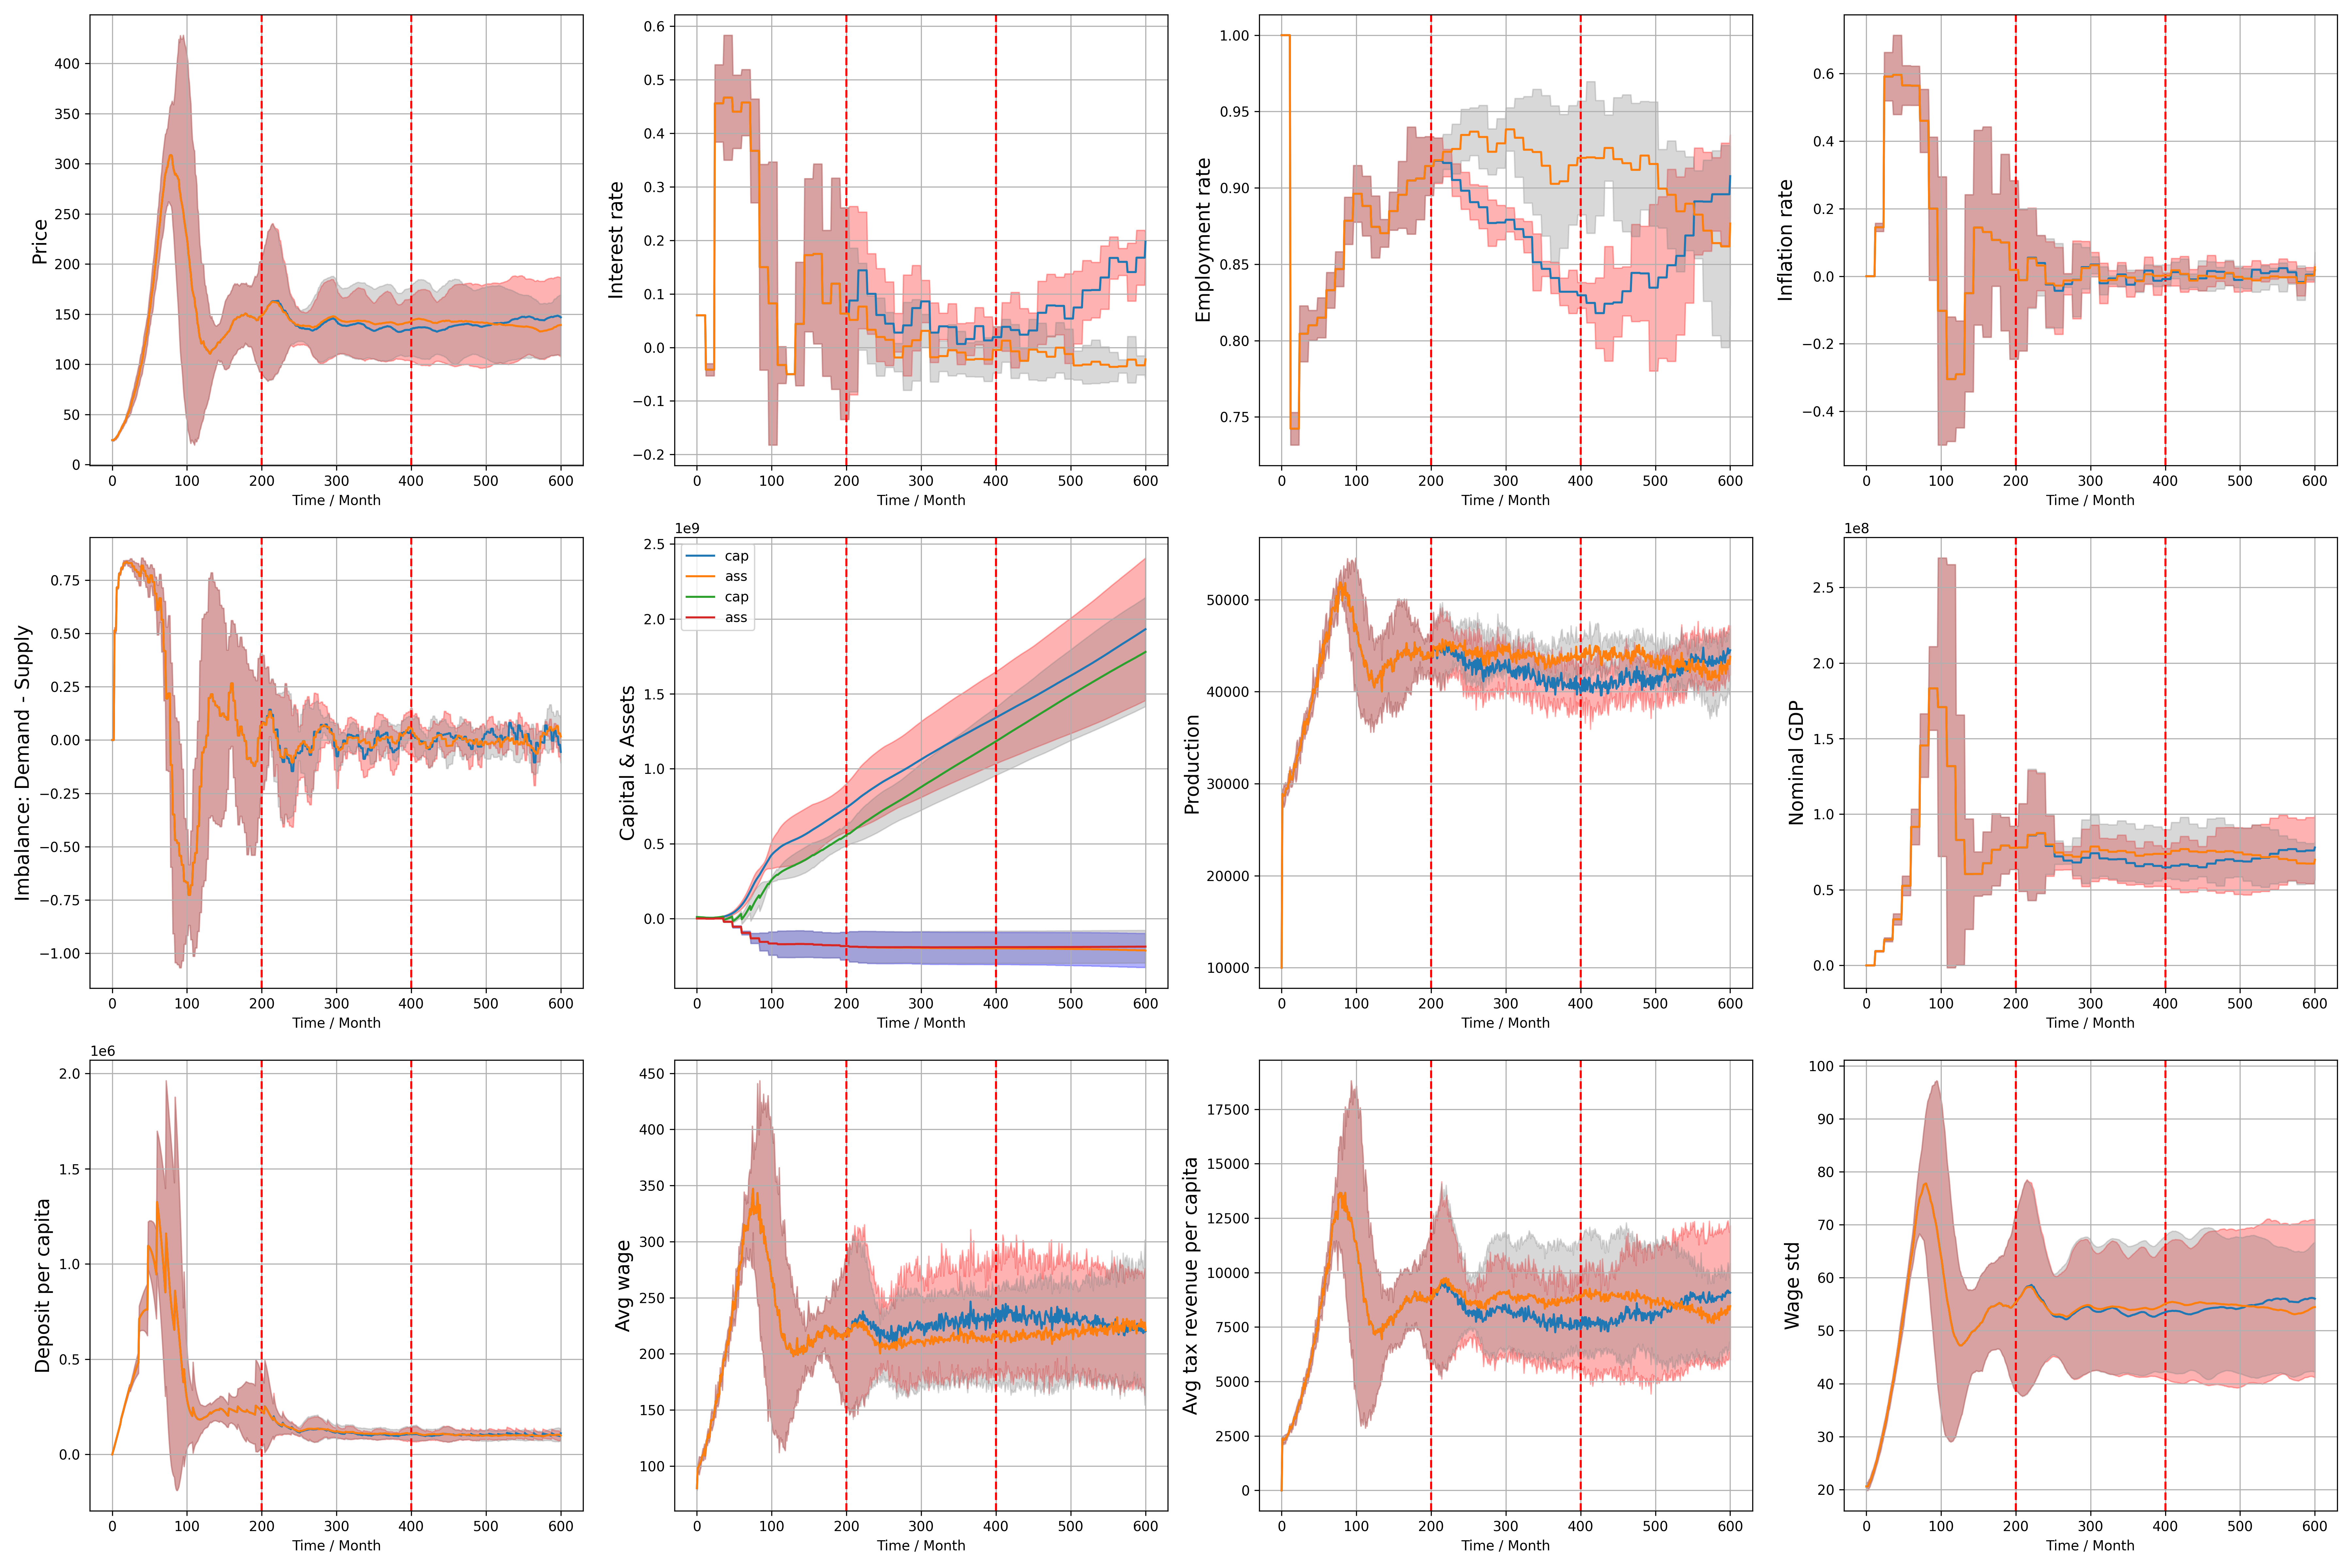 Price
400
350
300
250
200
150
100
50
0
0 100 200 300 400 500 600
Time / Month
Interest rate
0.6
0.5
0.4
0.3
0.2
0.1
0.0
−0.1
−0.2
0 100 200 300 400 500 600
Time / Month
Employment rate
1.00
0.95
0.90
0.85
0.80
0.75
0 100 200 300 400 500 600
Time / Month
Inflation rate
0.6
0.4
0.2
0.0
−0.2
−0.4
0 100 200 300 400 500 600
Time / Month
Imbalance: Demand - Supply
0.75
0.50
0.25
0.00
−0.25
−0.50
−0.75
−1.00
0 100 200 300 400 500 600
Time / Month
Capital & Assets
1e9
2.5
2.0
1.5
1.0
0.5
0.0
cap
ass
cap
ass
0 100 200 300 400 500 600
Time / Month
Production
50000
40000
30000
20000
10000
0 100 200 300 400 500 600
Time / Month
Nominal GDP
1e8
2.5
2.0
1.5
1.0
0.5
0.0
0 100 200 300 400 500 600
Time / Month
Deposit per capita
1e6
2.0
1.5
1.0
0.5
0.0
0 100 200 300 400 500 600
Time / Month
Avg wage
450
400
350
300
250
200
150
100
0 100 200 300 400 500 600
Time / Month
Avg tax revenue per capita
17500
15000
12500
10000
7500
5000
2500
0
0 100 200 300 400 500 600
Time / Month
Wage std
100
90
80
70
60
50
40
30
20
0 100 200 300 400 500 600
Time / Month